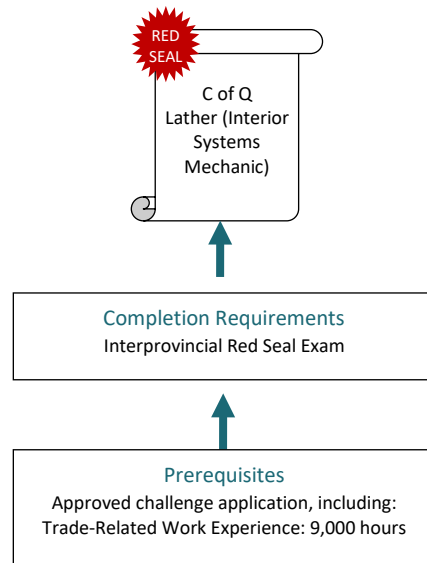 RED
SEAL
C of Q
Lather (Interior
Systems
Mechanic)
Completion Requirements
Interprovincial Red Seal Exam
Prerequisites
Approved challenge application, including:
Trade-Related Work Experience: 9,000 hours